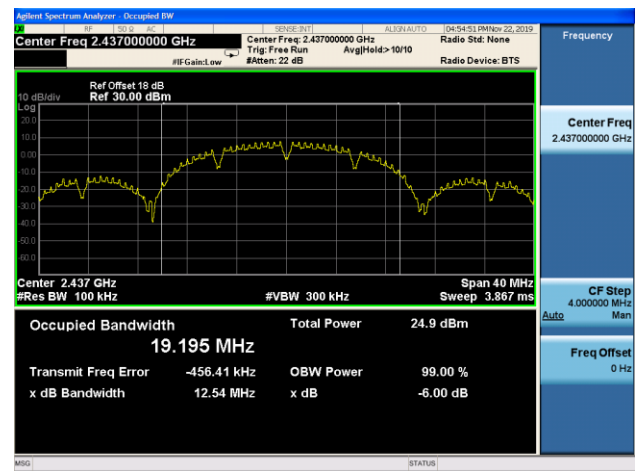 Agilent Spectrum Analyzer - Occupied BW
LXI RF 50 Ω AC SENSE:INT ALIGN AUTO 04:54:51 PM Nov 22, 2019
Center Freq 2.437000000 GHz Center Freq: 2.437000000 GHz Radio Std: None Frequency
Trig: Free Run Avg|Hold:> 10/10
#IFGain:Low #Atten: 22 dB Radio Device: BTS
Ref Offset 18 dB
10 dB/div Ref 30.00 dBm
Log
20.0
10.0
0.00
-10.0
-20.0
-30.0
-40.0
-50.0
-60.0
Center Freq
2.437000000 GHz
Center 2.437 GHz Span 40 MHz
#Res BW 100 kHz #VBW 300 kHz Sweep 3.867 ms
CF Step
4.000000 MHz
Auto Man
Occupied Bandwidth Total Power 24.9 dBm
19.195 MHz
Transmit Freq Error -456.41 kHz OBW Power 99.00 %
x dB Bandwidth 12.54 MHz x dB -6.00 dB
Freq Offset
0 Hz
MSG STATUS